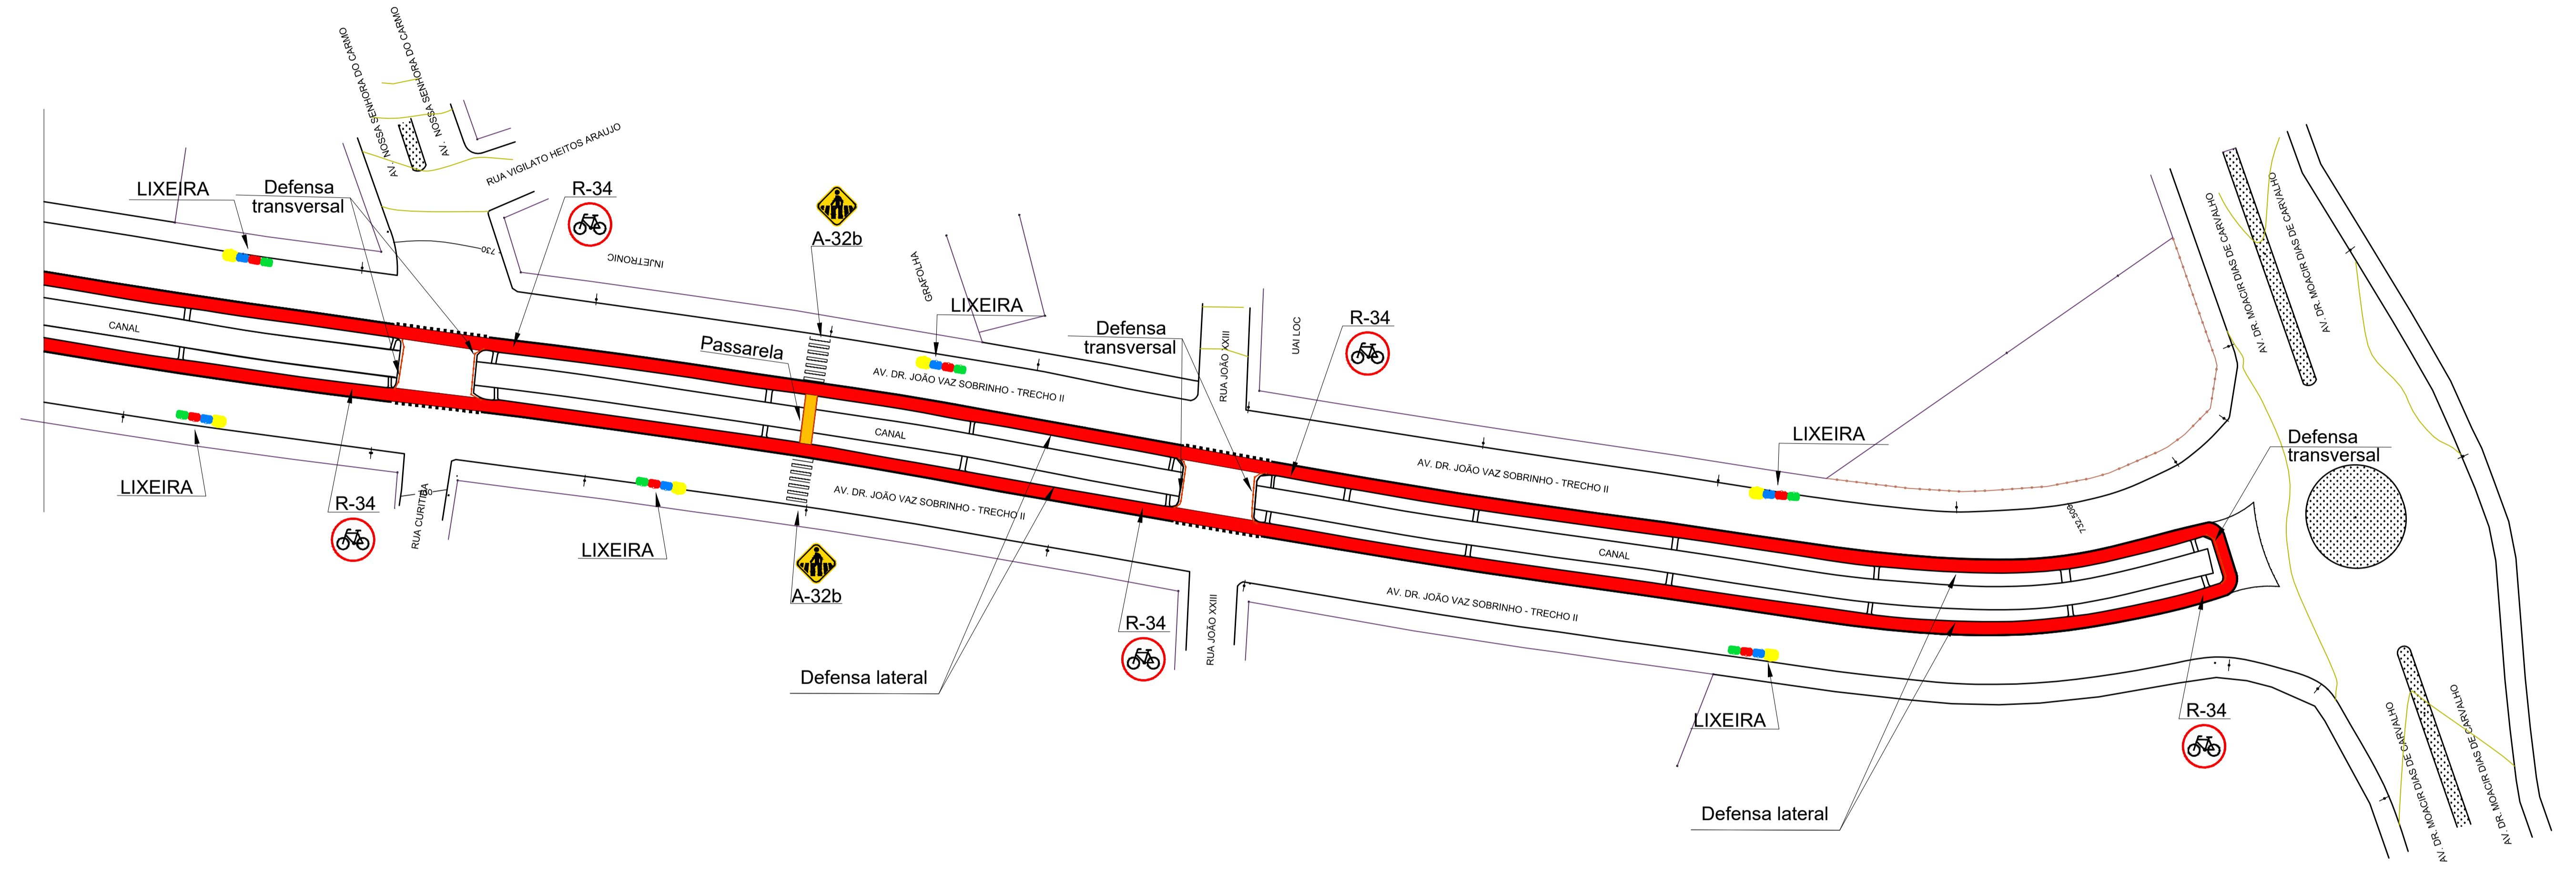 AV. NOSSA SENHORA DO CARMO
AV. NOSSA SENHORA DO CARMO
RUA VIGILATO HEITOS ARAUJO
LIXEIRA
Defensa
transversal
R-34
730
INJETRONIC
A-32b
GRAFOLHA
LIXEIRA
Defensa
transversal
RUA JOÃO XXIII
UAI LOC
R-34
AV. DR. MOACIR DIAS DE CARVALHO
AV. DR. MOACIR DIAS DE CARVALHO
CANAL
Passarela
AV. DR. JOÃO VAZ SOBRINHO - TRECHO II
CANAL
LIXEIRA
AV. DR. JOÃO VAZ SOBRINHO - TRECHO II
Defensa
transversal
LIXEIRA
R-34
730
RUA CURITIBA
LIXEIRA
AV. DR. JOÃO VAZ SOBRINHO - TRECHO II
A-32b
732.509
CANAL
AV. DR. JOÃO VAZ SOBRINHO - TRECHO II
R-34
RUA JOÃO XXIII
Defensa lateral
LIXEIRA
R-34
Defensa lateral
AV. DR. MOACIR DIAS DE CARVALHO
AV. DR. MOACIR DIAS DE CARVALHO